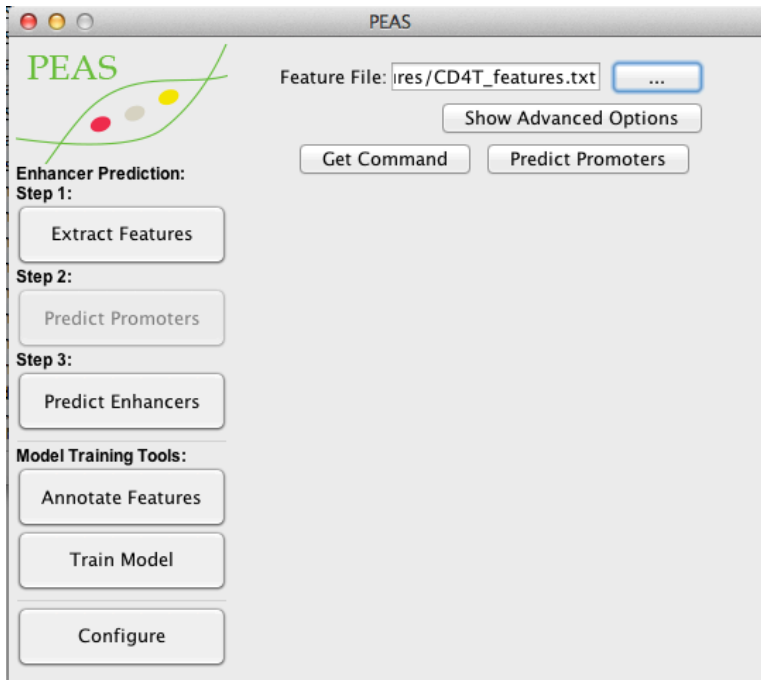 PEAS
PEAS
Feature File: ires/CD4T_features.txt ...
Show Advanced Options
Get Command Predict Promoters
Enhancer Prediction:
Step 1:
Extract Features
Step 2:
Predict Promoters
Step 3:
Predict Enhancers
Model Training Tools:
Annotate Features
Train Model
Configure